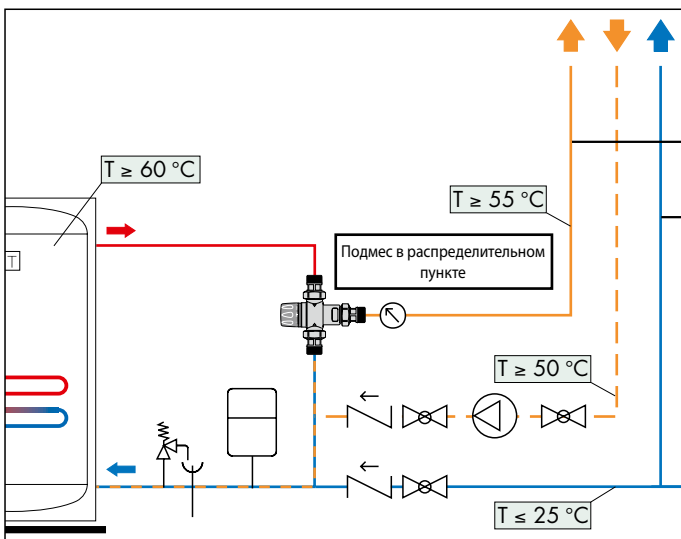 T ≥ 60 °C
T ≥ 55 °C
T
Подмес в распределительном
пункте
T ≥ 50 °C
T ≤ 25 °C